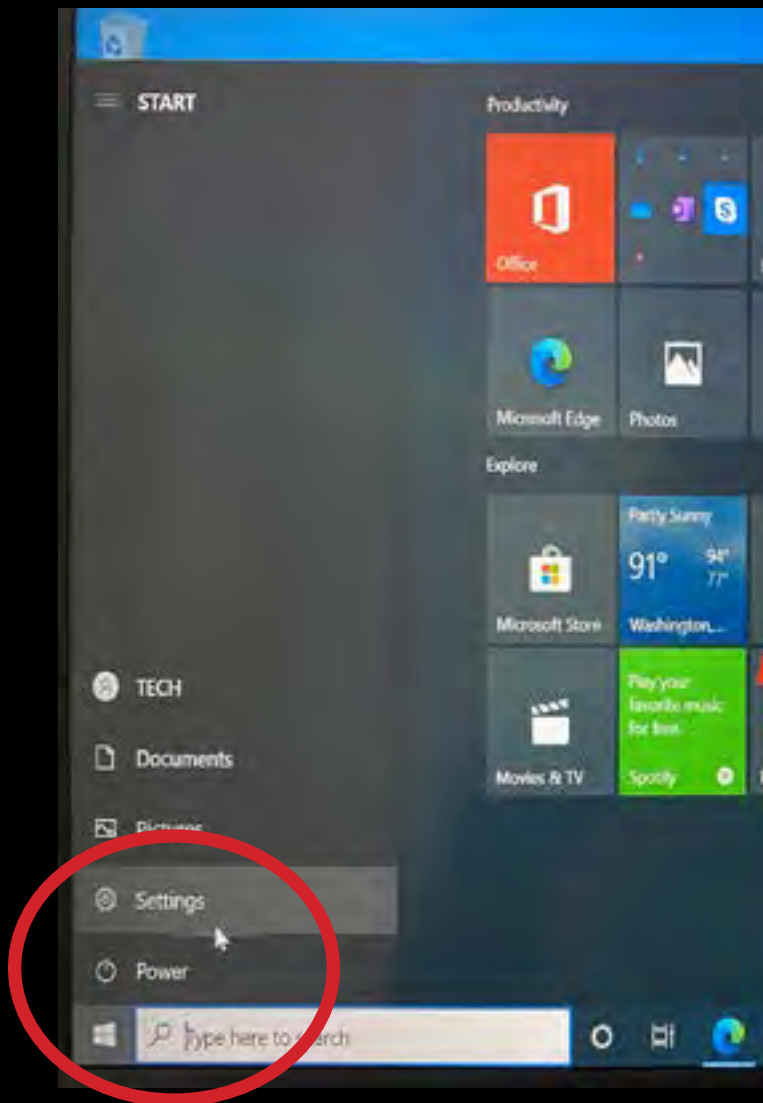 START
Productivity
Office
Microsoft Edge
Photos
Explore
Partly Sunny
91° 94°
77°
Microsoft Store
Washington,...
TECH
Play your
favorite music
for free.
Documents
Movies & TV
Spotify
Pictures
Settings
Power
Type here to search